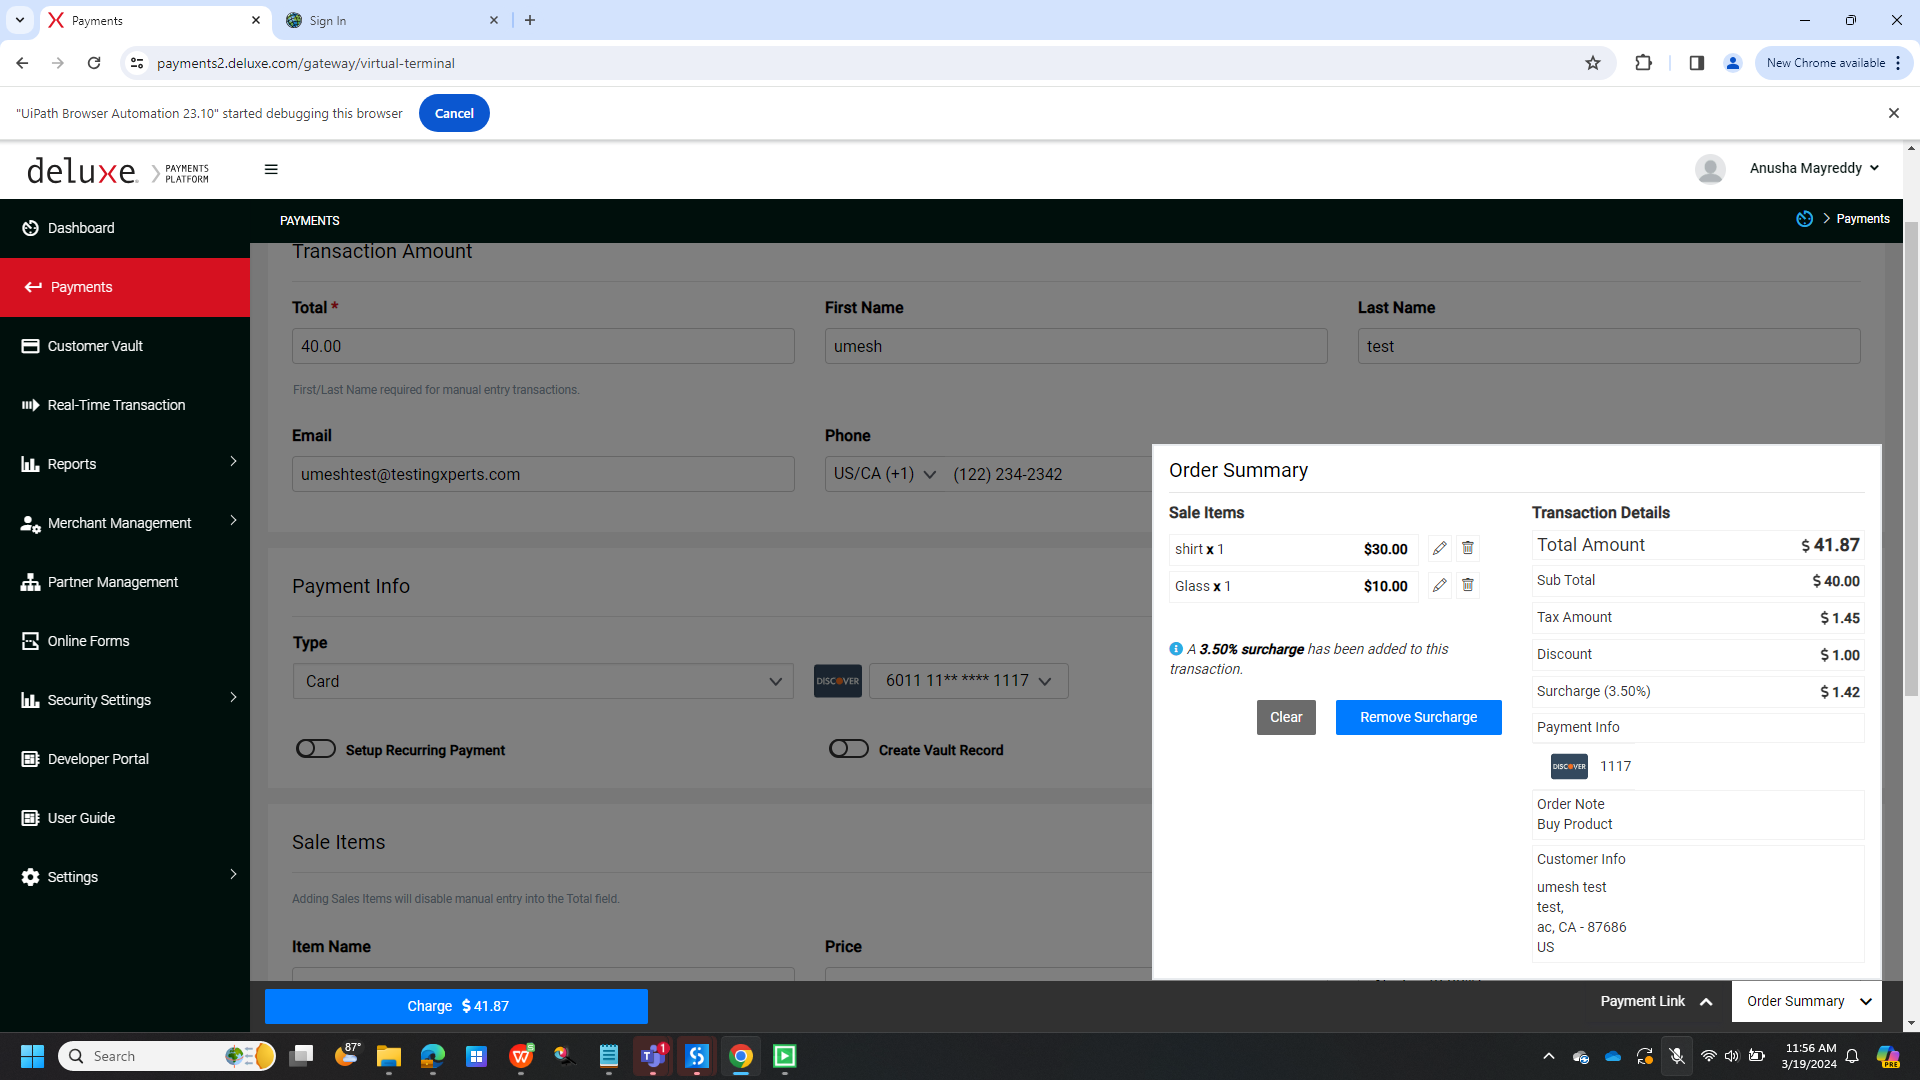 Payments
Sign In
payments2.deluxe.com/gateway/virtual-terminal
New Chrome available
"UiPath Browser Automation 23.10" started debugging this browser
Cancel
deluxe.
PAYMENTS
PLATFORM
Anusha Mayreddy
Dashboard
Payments
Customer Vault
Real-Time Transaction
Reports
Merchant Management
Partner Management
Online Forms
Security Settings
Developer Portal
User Guide
Settings
PAYMENTS
Payments
Transaction Amount
Total *
First Name
Last Name
40.00
umesh
test
First/Last Name required for manual entry transactions.
Email
Phone
umeshtest@testingxperts.com
US/CA (+1)
(122) 234-2342
Payment Info
Type
Card
DISCOVER
6011 11** **** 1117
Setup Recurring Payment
Create Vault Record
Sale Items
Adding Sales Items will disable manual entry into the Total field.
Item Name
Price
Order Summary
Sale Items
shirt x 1
$30.00
Glass x 1
$10.00
A 3.50% surcharge has been added to this
transaction.
Clear
Remove Surcharge
Transaction Details
Total Amount
$ 41.87
Sub Total
$ 40.00
Tax Amount
$ 1.45
Discount
$ 1.00
Surcharge (3.50%)
$ 1.42
Payment Info
DISCOVER
1117
Order Note
Buy Product
Customer Info
umesh test
test,
ac, CA - 87686
US
Charge $ 41.87
Payment Link
Order Summary
Search
87°
1
11:56 AM
3/19/2024
PRE